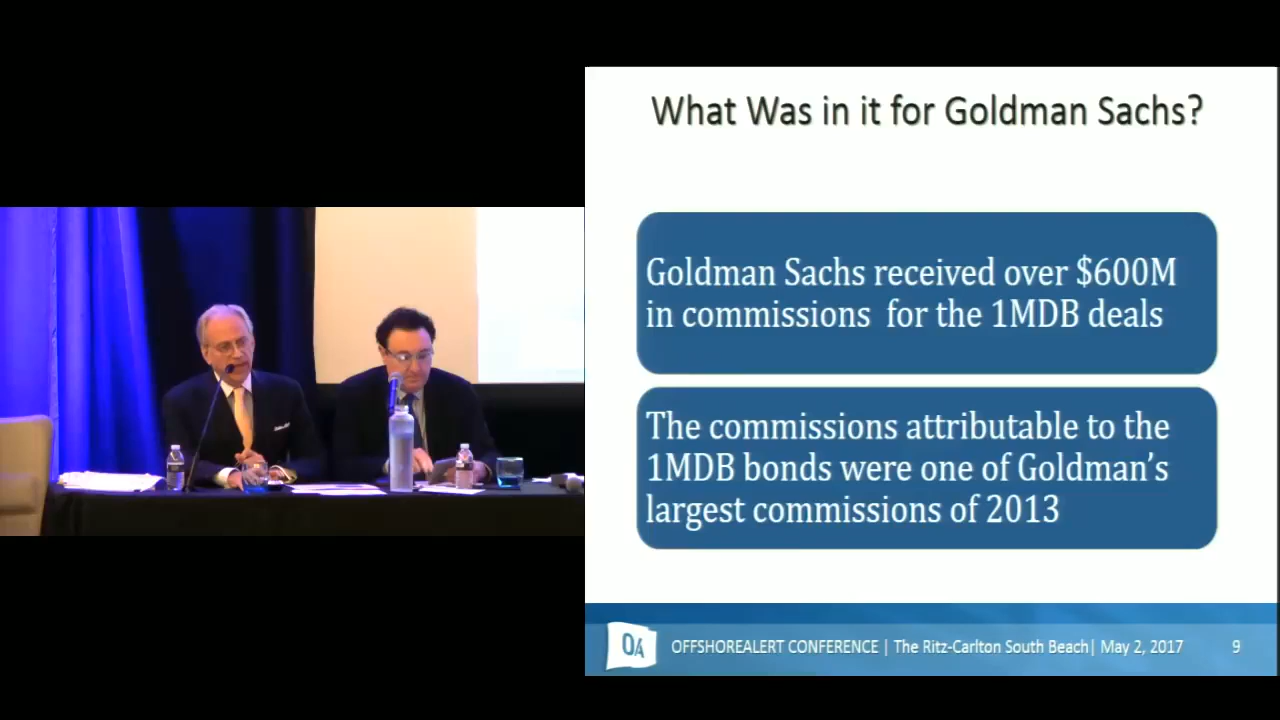 What Was in it for Goldman Sachs?
Goldman Sachs received over $600M
in commissions for the 1MDB deals
The commissions attributable to the
1MDB bonds were one of Goldman's
largest commissions of 2013
OA OFFSHOREALERT CONFERENCE | The Ritz-Carlton South Beach| May 2, 2017 9